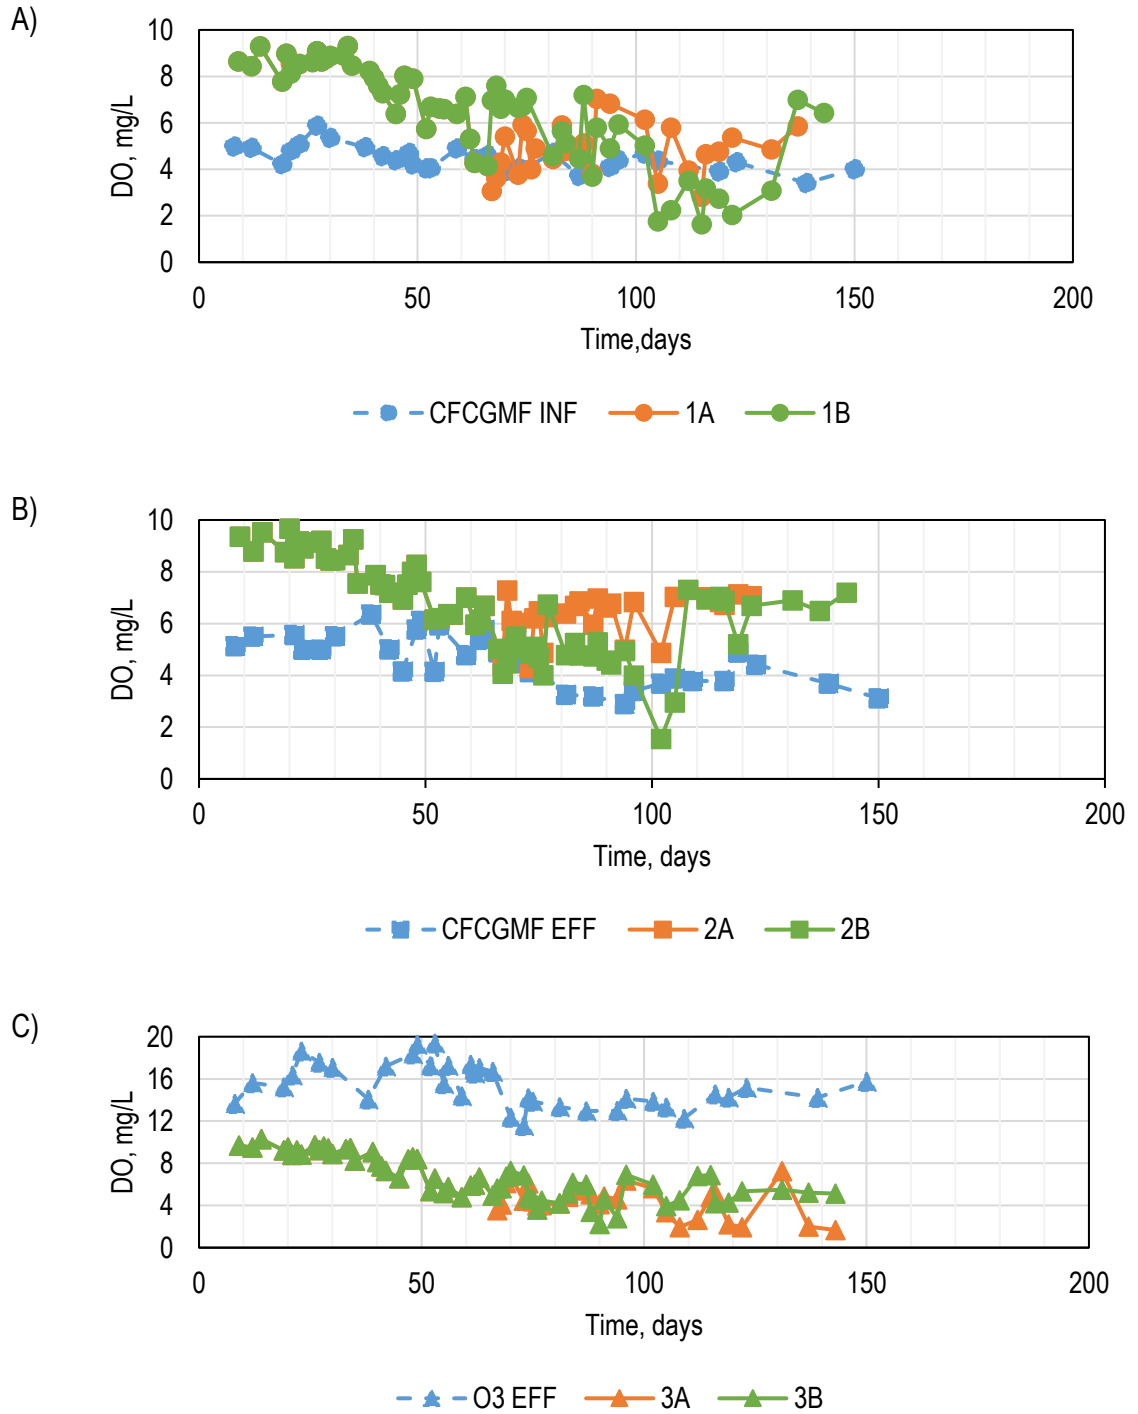 A)
DO, mg/L
10
8
6
4
2
0
0 50 100 150 200
Time,days
CFCGMF INF 1A 1B
B)
DO, mg/L
10
8
6
4
2
0
0 50 100 150 200
Time, days
CFCGMF EFF 2A 2B
C)
DO, mg/L
20
16
12
8
4
0
0 50 100 150 200
Time, days
O3 EFF 3A 3B